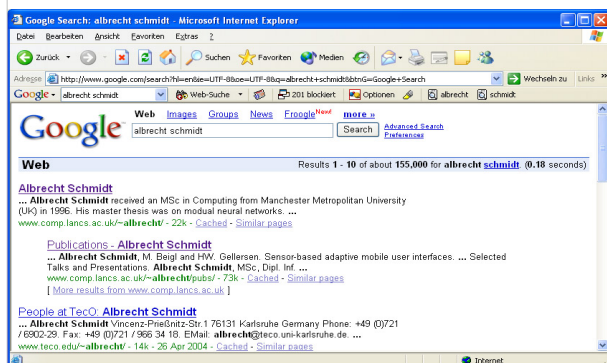 Google Search: albrecht schmidt - Microsoft Internet Explorer
Datei Bearbeiten Ansicht Favoriten Extras ?
Zurück Suchen Favoriten Medien
Adresse http://www.google.com/search?hl=en&ie=UTF-8&oe=UTF-8&q=albrecht+schmidt&btnG=Google+Search Wechseln zu Links »
Google albrecht schmidt Web-Suche 201 blockiert Optionen albrecht schmidt
Google Web Images Groups News Froogle New! more »
albrecht schmidt Search Advanced Search
Preferences
Web Results 1 - 10 of about 155,000 for albrecht schmidt. (0.18 seconds)
Albrecht Schmidt
... Albrecht Schmidt received an MSc in Computing from Manchester Metropolitan University
(UK) in 1996. His master thesis was on modual neural networks. ...
www.comp.lancs.ac.uk/~albrecht/ - 22k - Cached - Similar pages
Publications - Albrecht Schmidt
... Albrecht Schmidt, M. Beigl and HW. Gellersen. Sensor-based adaptive mobile user interfaces. ... Selected
Talks and Presentations. Albrecht Schmidt, MSc, Dipl. Inf. ...
www.comp.lancs.ac.uk/~albrecht/pubs/ - 73k - Cached - Similar pages
[ More results from www.comp.lancs.ac.uk ]
People at TecO: Albrecht Schmidt
... Albrecht Schmidt Vincenz-Prießnitz-Str.1 76131 Karlsruhe Germany Phone: +49 (0)721
/ 6902-29. Fax: +49 (0)721 / 966 34 18. EMail: albrecht@teco.uni-karlsruhe.de. ...
www.teco.edu/~albrecht/ - 14k - 26 Apr 2004 - Cached - Similar pages
Internet